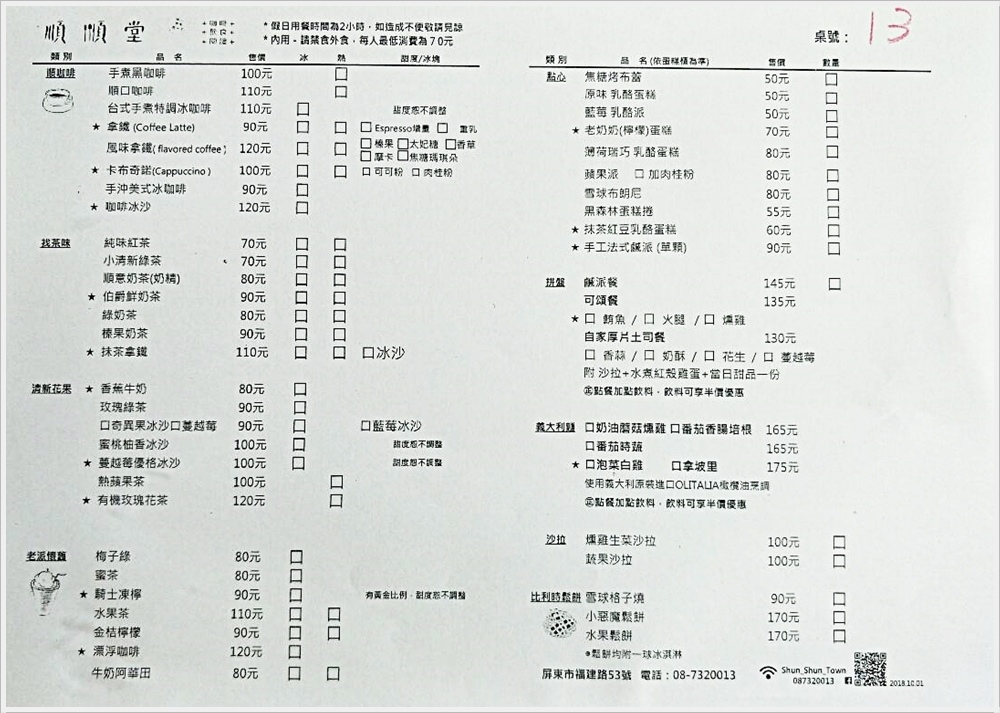 順順堂
＋咖啡＋
＋飲食＋
＋閱讀＋
*假日用餐時間為2小時，如造成不便敬請見諒
*內用，請禁食外食，每人最低消費為70元
類別 品名 售價 冰 熱 甜度/冰塊
順咖啡 手煮黑咖啡 100元 □
順口咖啡 110元 □
台式手煮特調冰咖啡 110元 □ 甜度恕不調整
★ 拿鐵 (Coffee Latte) 90元 □ □ □ Espresso增量 □ 重乳
風味拿鐵( flavored coffee ) 120元 □ □ □榛果 □太妃糖 □香草
□摩卡 □焦糖瑪琪朵
★ 卡布奇諾(Cappuccino ) 100元 □ □ □ 可可粉 □ 肉桂粉
手沖美式冰咖啡 90元 □
★ 咖啡冰沙 120元 □
找茶味 純味紅茶 70元 □ □
小清新綠茶 70元 □ □
順意奶茶(奶精) 80元 □ □
★ 伯爵鮮奶茶 90元 □ □
綠奶茶 80元 □ □
榛果奶茶 90元 □ □
★ 抹茶拿鐵 110元 □ □ □冰沙
清新花果 ★ 香蕉牛奶 80元 □
玫瑰綠茶 90元 □
□奇異果冰沙□蔓越莓 90元 □ □藍莓冰沙
蜜桃柚香冰沙 100元 □ 甜度恕不調整
★ 蔓越莓優格冰沙 100元 □ 甜度恕不調整
熱蘋果茶 100元 □
★ 有機玫瑰花茶 120元 □
老派懷舊 梅子綠 80元 □
蜜茶 80元 □
★ 騎士凍檸 90元 □ 有黃金比例，甜度恕不調整
水果茶 110元 □ □
金桔檸檬 90元 □ □
★ 漂浮咖啡 120元 □
牛奶阿華田 80元 □ □
桌號： 13
類別 品名(依蛋糕櫃為準) 售價 數量
點心 焦糖烤布蕾 50元 □
原味 乳酪蛋糕 50元 □
藍莓 乳酪派 50元 □
★ 老奶奶(檸檬)蛋糕 70元 □
薄荷瑞巧 乳酪蛋糕 80元 □
蘋果派 □ 加肉桂粉 80元 □
雪球布朗尼 80元 □
黑森林蛋糕捲 55元 □
★ 抹茶紅豆乳酪蛋糕 60元 □
★ 手工法式鹹派 (單顆) 90元 □
拼盤 鹹派餐 145元 □
可頌餐 135元
★ □ 鮪魚 / □ 火腿 / □ 燻雞
自家厚片土司餐 130元
□ 香蒜 / □ 奶酥 / □ 花生 / □ 蔓越莓
附 沙拉+水煮紅殼雞蛋+當日甜品一份
㊟點餐加點飲料，飲料可享半價優惠
義大利麵 □奶油蘑菇燻雞 □番茄香腸培根 165元
□番茄時蔬 165元
★ □泡菜白雞 □拿坡里 175元
使用義大利原裝進口OLITALIA橄欖油烹調
㊟點餐加點飲料，飲料可享半價優惠
沙拉 燻雞生菜沙拉 100元 □
蔬果沙拉 100元 □
比利時鬆餅 雪球格子燒 90元 □
小惡魔鬆餅 170元 □
水果鬆餅 170元 □
*鬆餅均附一球冰淇淋
屏東市福建路53號 電話：08-7320013
Shun_Shun_Town
087320013
2018.10.01